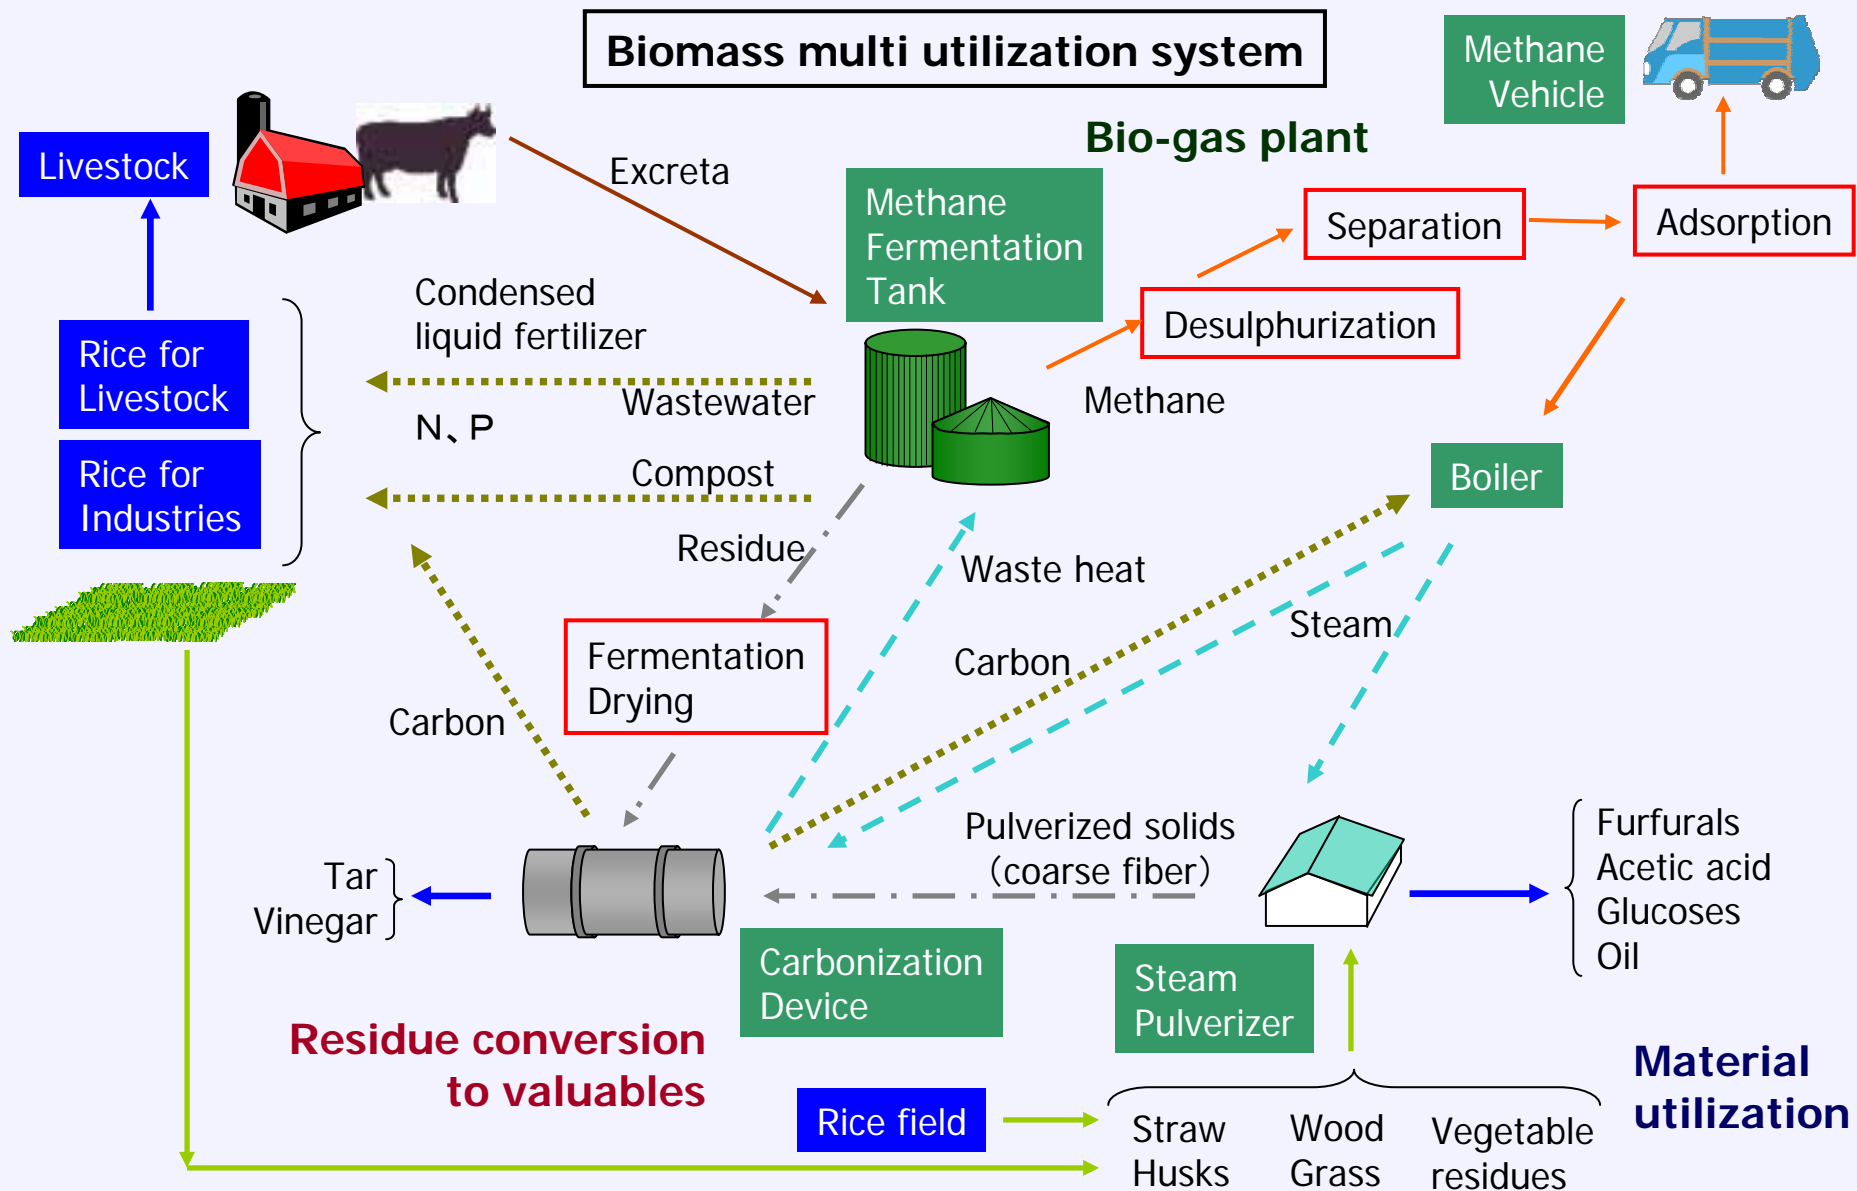 Biomass multi utilization system
Methane
Vehicle
Livestock
Excreta
Bio-gas plant
Methane
Fermentation
Tank
Separation
Adsorption
Desulphurization
Condensed
liquid fertilizer
Rice for
Livestock
Wastewater
Methane
N、P
Rice for
Industries
Compost
Boiler
Residue
Waste heat
Steam
Fermentation
Drying
Carbon
Carbon
Pulverized solids
（coarse fiber）
Tar
Vinegar
Furfurals
Acetic acid
Glucoses
Oil
Carbonization
Device
Steam
Pulverizer
Residue conversion
to valuables
Material
utilization
Rice field
Straw
Husks
Wood
Grass
Vegetable
residues